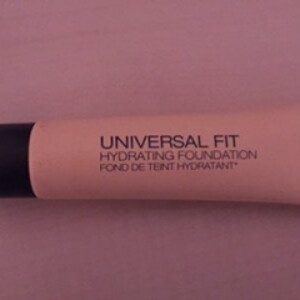 UNIVERSAL FIT
HYDRATING FOUNDATION
FOND DE TEINT HYDRATANT*